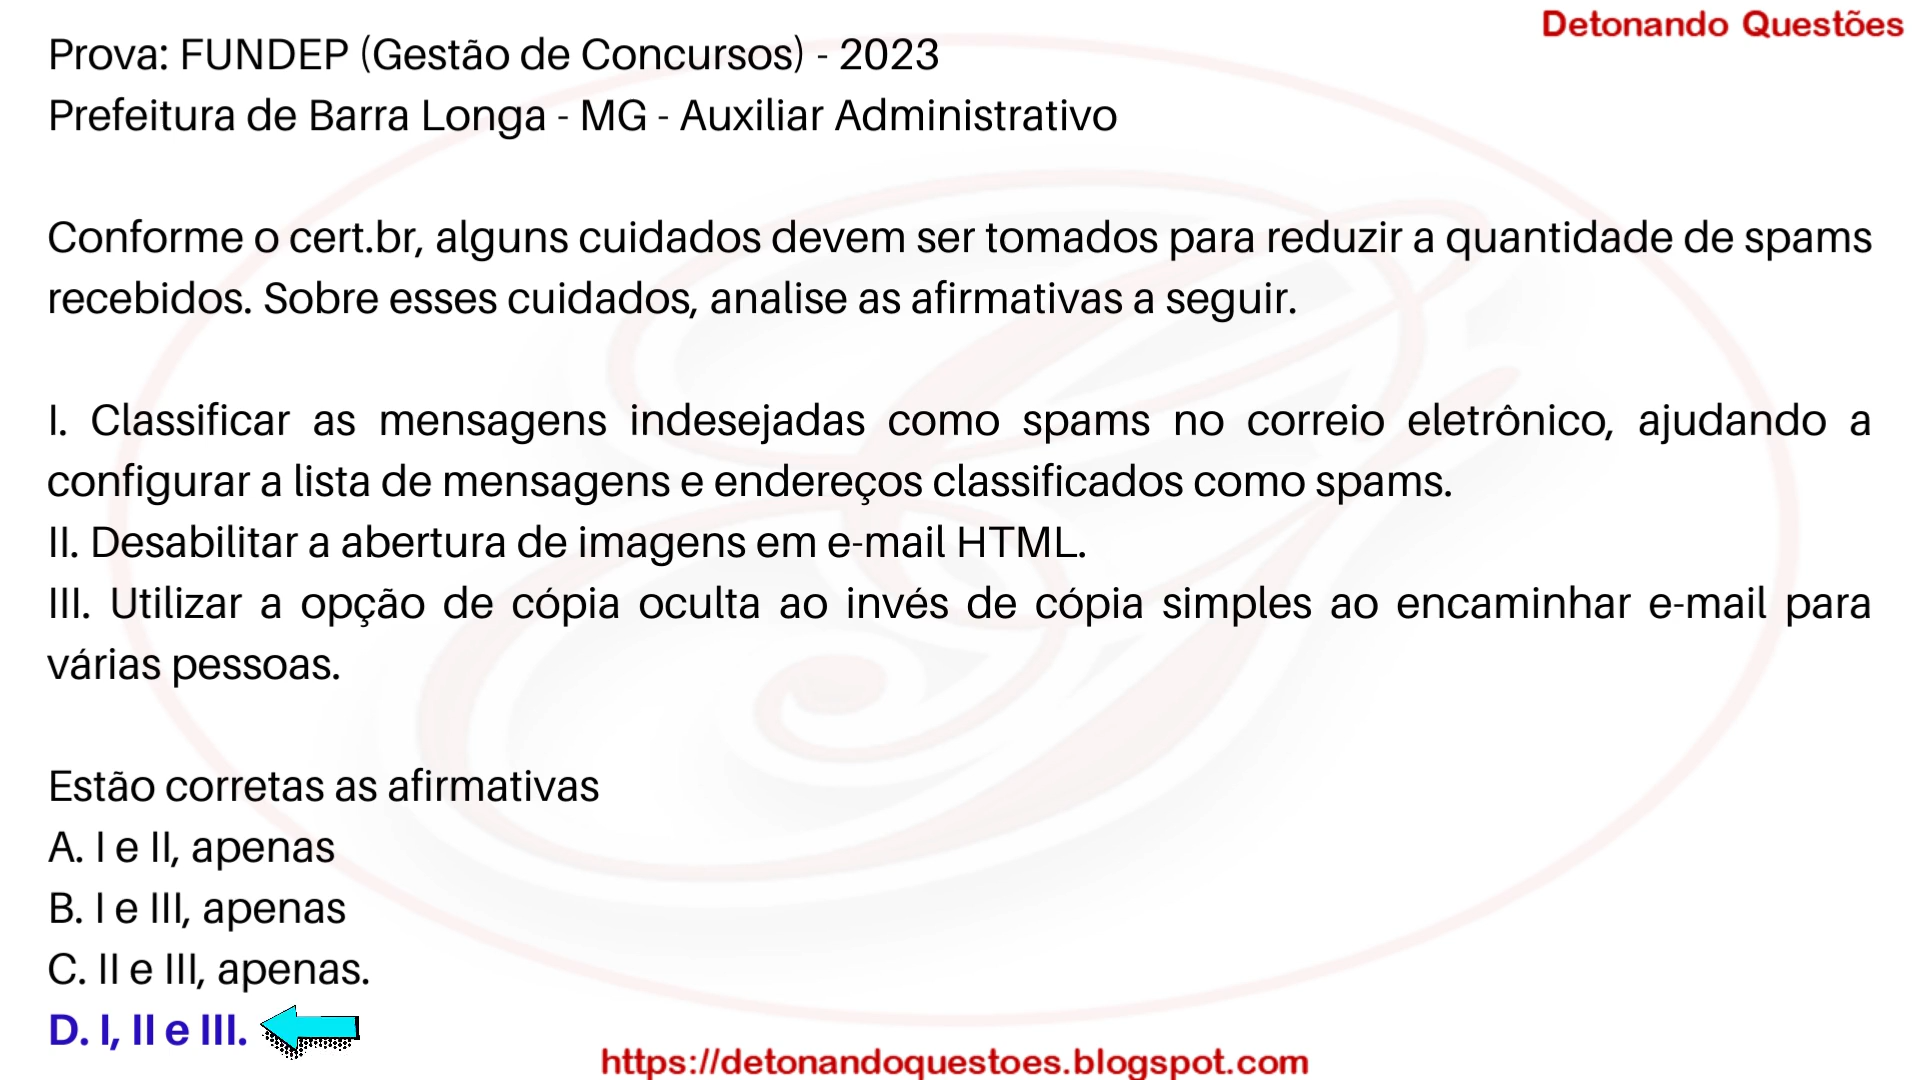 Detonando Questões
Prova: FUNDEP (Gestão de Concursos) - 2023
Prefeitura de Barra Longa - MG - Auxiliar Administrativo
Conforme o cert.br, alguns cuidados devem ser tomados para reduzir a quantidade de spams
recebidos. Sobre esses cuidados, analise as afirmativas a seguir.
I. Classificar as mensagens indesejadas como spams no correio eletrônico, ajudando a
configurar a lista de mensagens e endereços classificados como spams.
II. Desabilitar a abertura de imagens em e-mail HTML.
III. Utilizar a opção de cópia oculta ao invés de cópia simples ao encaminhar e-mail para
várias pessoas.
Estão corretas as afirmativas
A. I e II, apenas
B. I e III, apenas
C. II e III, apenas.
D. I, II e III.
https://detonandoquestoes.blogspot.com